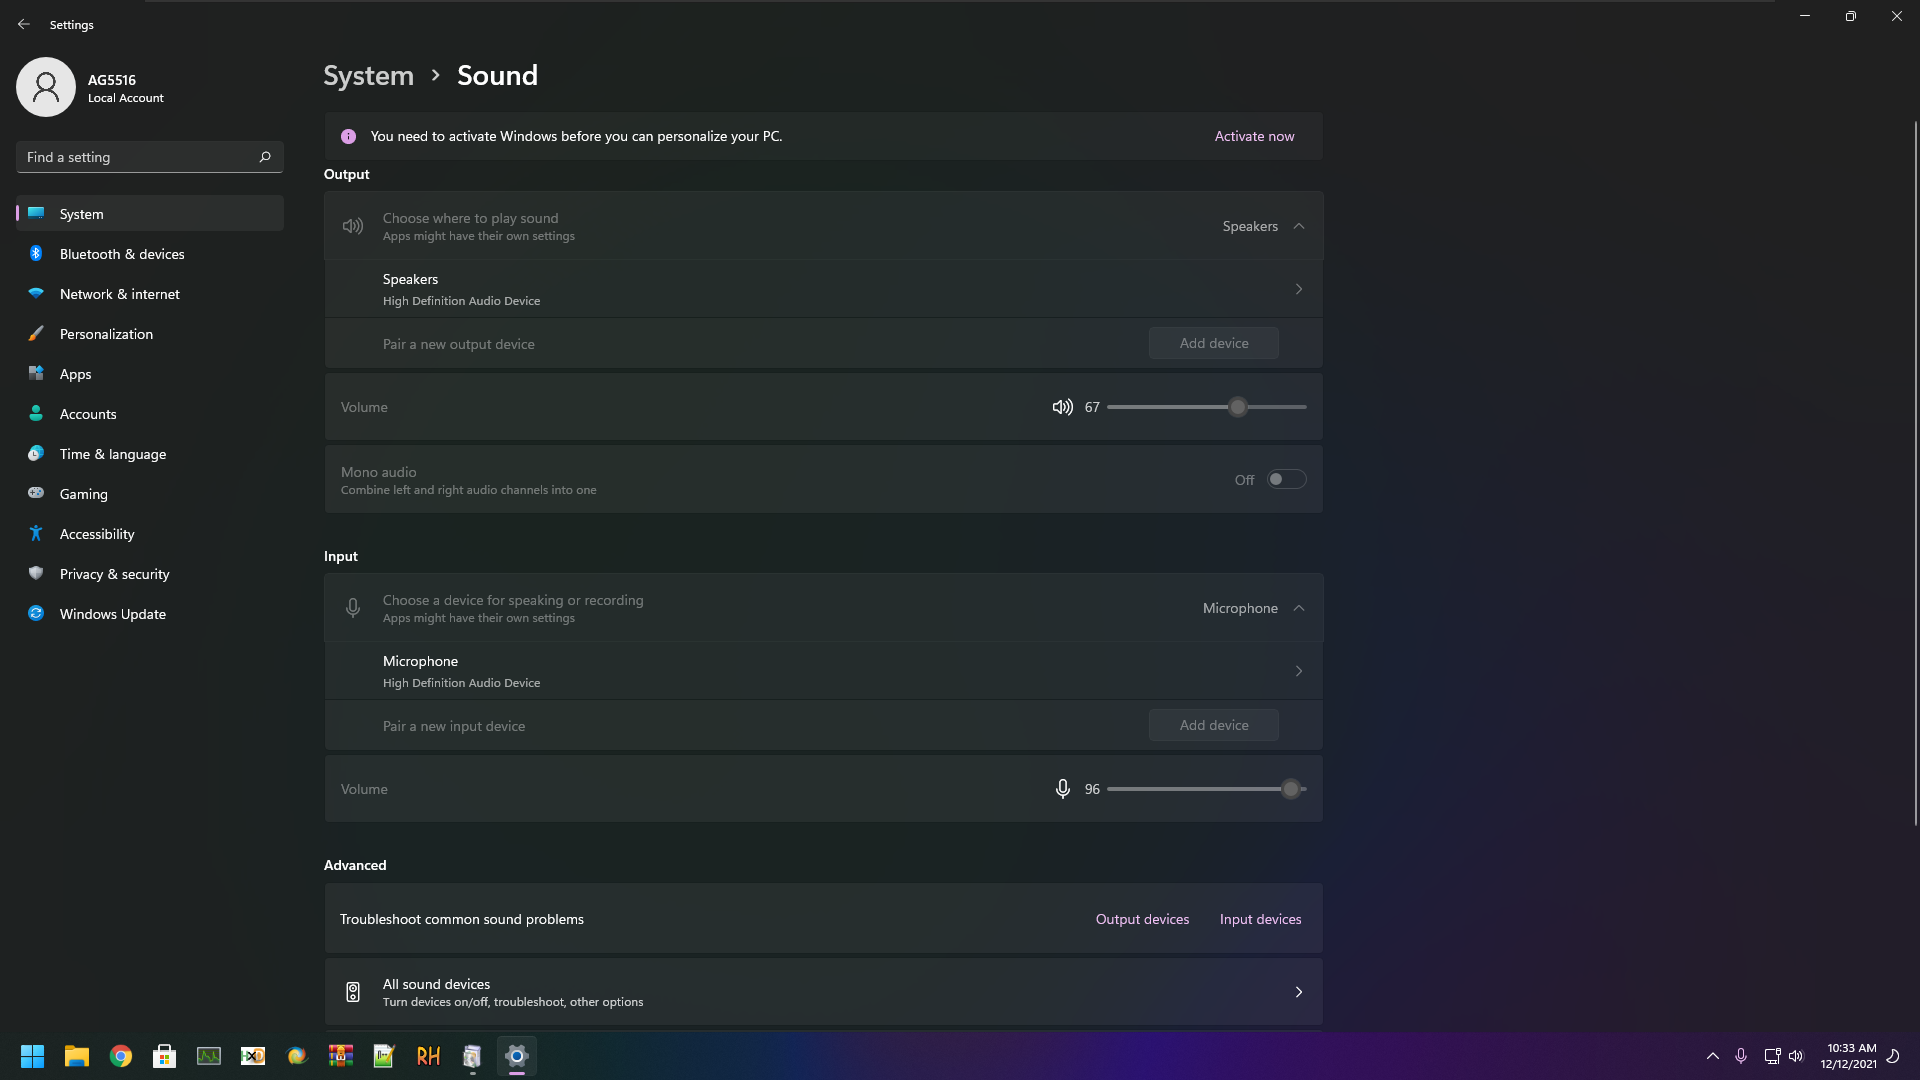 Settings
AG5516
Local Account
Find a setting
System
Bluetooth & devices
Network & internet
Personalization
Apps
Accounts
Time & language
Gaming
Accessibility
Privacy & security
Windows Update
System › Sound
You need to activate Windows before you can personalize your PC.
Activate now
Output
Choose where to play sound
Apps might have their own settings
Speakers
Speakers
High Definition Audio Device
Pair a new output device
Add device
Volume
67
Mono audio
Combine left and right audio channels into one
Off
Input
Choose a device for speaking or recording
Apps might have their own settings
Microphone
Microphone
High Definition Audio Device
Pair a new input device
Add device
Volume
96
Advanced
Troubleshoot common sound problems
Output devices
Input devices
All sound devices
Turn devices on/off, troubleshoot, other options
HXD
RH
10:33 AM
12/12/2021